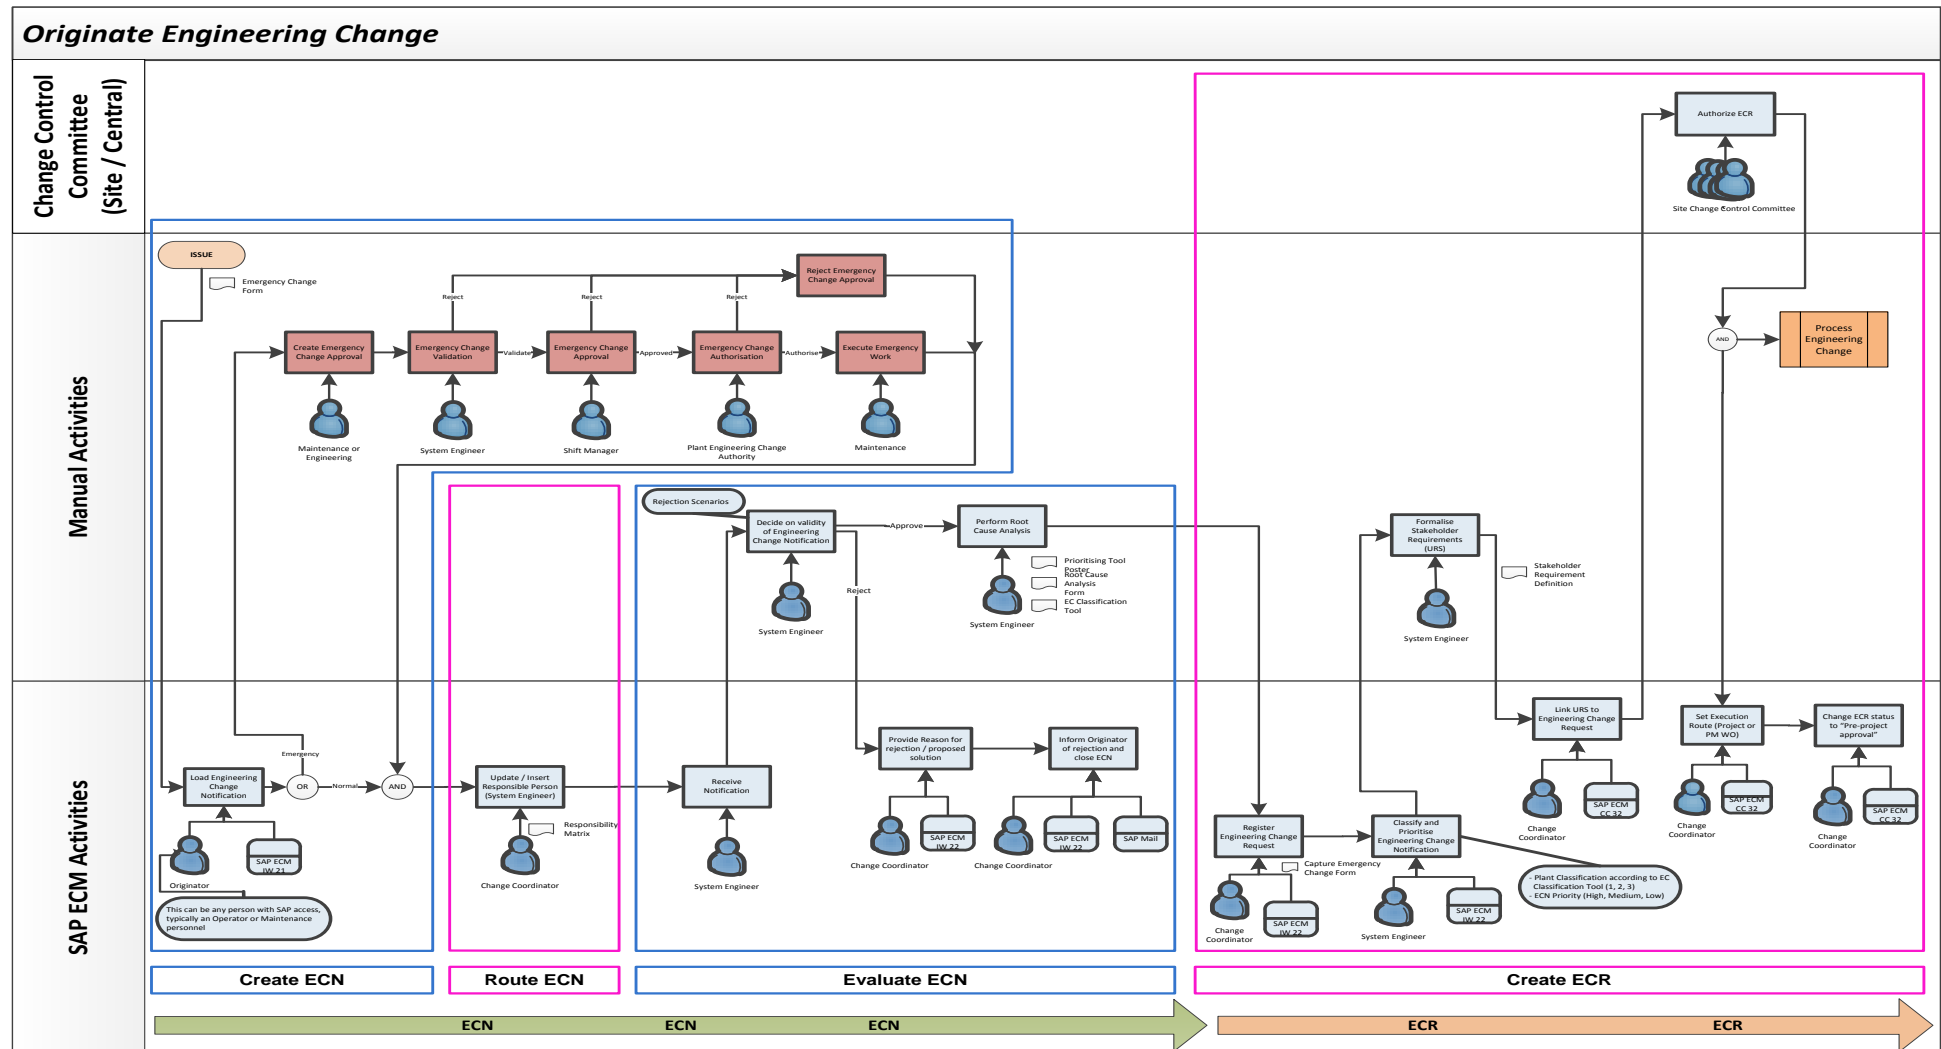 Originate Engineering Change
Change Control
Committee
(Site / Central)
Authorize ECR
Site Change Control Committee
Manual Activities
ISSUE
Emergency Change
Form
Reject Emergency
Change Approval
Reject
Reject
Reject
Create Emergency
Change Approval
Emergency Change
Validation
Validate
Emergency Change
Approval
Approved
Emergency Change
Authorisation
Authorise
Execute Emergency
Work
Maintenance or
Engineering
System Engineer
Shift Manager
Plant Engineering Change
Authority
Maintenance
AND
Process
Engineering
Change
Rejection Scenarios
Decide on validity
of Engineering
Change Notification
Approve
Reject
System Engineer
Perform Root
Cause Analysis
Prioritising Tool
Poster
Root Cause
Analysis
Form
EC Classification
Tool
System Engineer
Formalise
Stakeholder
Requirements
(URS)
Stakeholder
Requirement
Definition
System Engineer
SAP ECM Activities
Load Engineering
Change
Notification
Emergency
OR
Normal
AND
Originator
SAP ECM
IW 21
This can be any person with SAP access,
typically an Operator or Maintenance
personnel
Update / Insert
Responsible Person
(System Engineer)
Responsibility
Matrix
Change Coordinator
Receive
Notification
System Engineer
Provide Reason for
rejection / proposed
solution
Change Coordinator
SAP ECM
IW 22
Inform Originator
of rejection and
close ECN
Change Coordinator
SAP ECM
IW 22
SAP Mail
Register
Engineering Change
Request
Capture Emergency
Change Form
Change
Coordinator
SAP ECM
IW 22
Classify and
Prioritise
Engineering Change
Notification
System Engineer
SAP ECM
IW 22
- Plant Classification according to EC
Classification Tool (1, 2, 3)
- ECN Priority (High, Medium, Low)
Link URS to
Engineering Change
Request
Change
Coordinator
SAP ECM
CC 32
Set Execution
Route (Project or
PM WO)
Change
Coordinator
SAP ECM
CC 32
Change ECR status
to "Pre-project
approval"
Change
Coordinator
SAP ECM
CC 32
Create ECN
Route ECN
Evaluate ECN
Create ECR
ECN
ECN
ECN
ECR
ECR